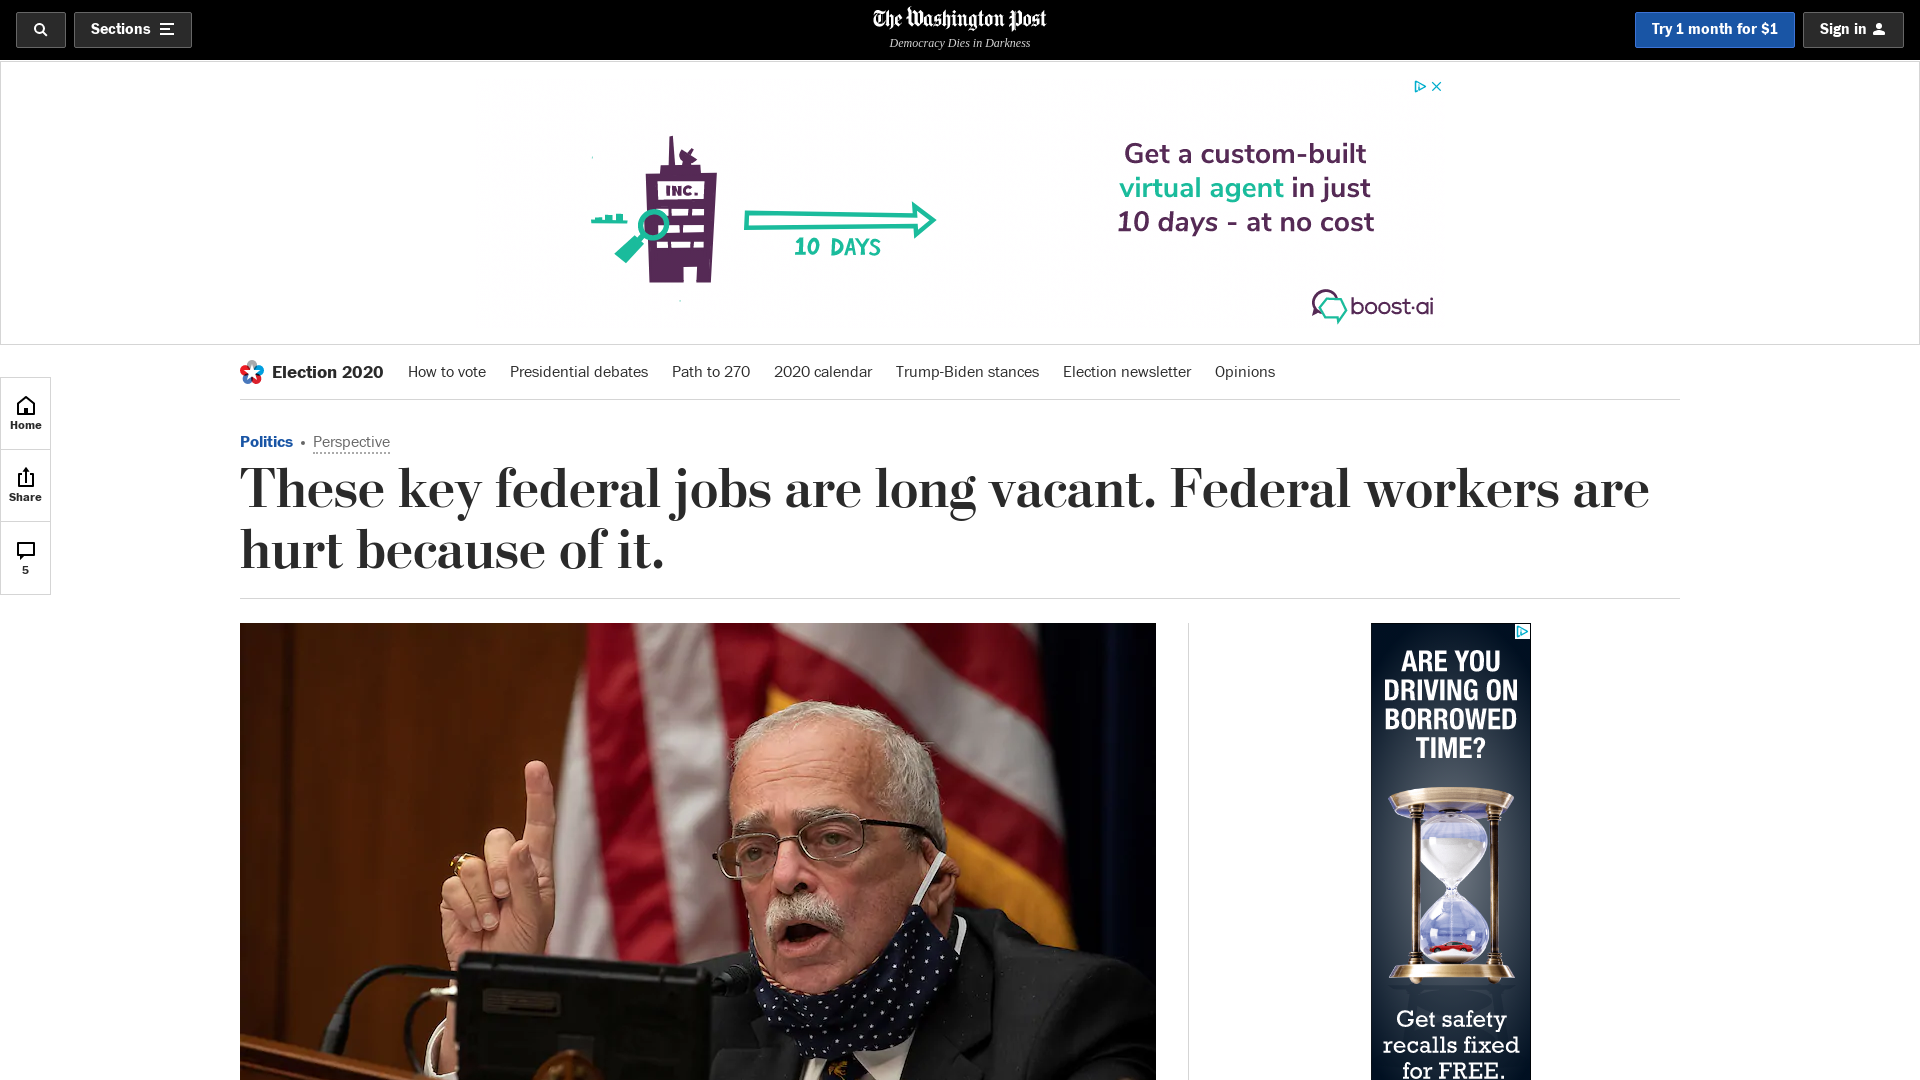 Sections
The Washington Post
Democracy Dies in Darkness
Try 1 month for $1
Sign in
INC.
10 DAYS
Get a custom-built
virtual agent in just
10 days - at no cost
boost.ai
Election 2020
How to vote
Presidential debates
Path to 270
2020 calendar
Trump-Biden stances
Election newsletter
Opinions
Home
Share
5
Politics • Perspective
These key federal jobs are long vacant. Federal workers are
hurt because of it.
ARE YOU
DRIVING ON
BORROWED
TIME?
Get safety
recalls fixed
for FREE.